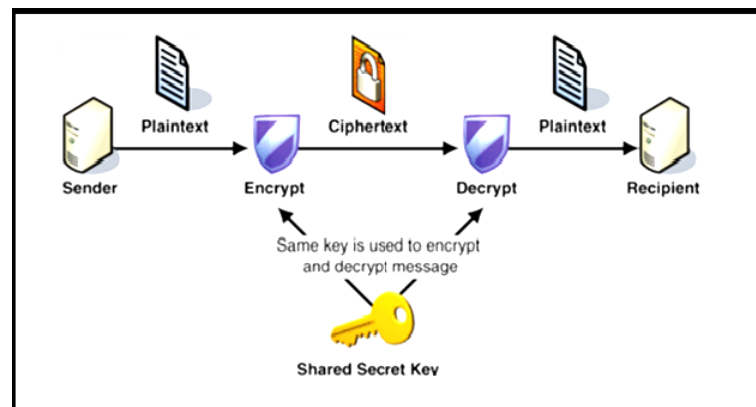 Plaintext
Ciphertext
Plaintext
Sender
Encrypt
Decrypt
Recipient
Same key is used to encrypt
and decrypt message
Shared Secret Key